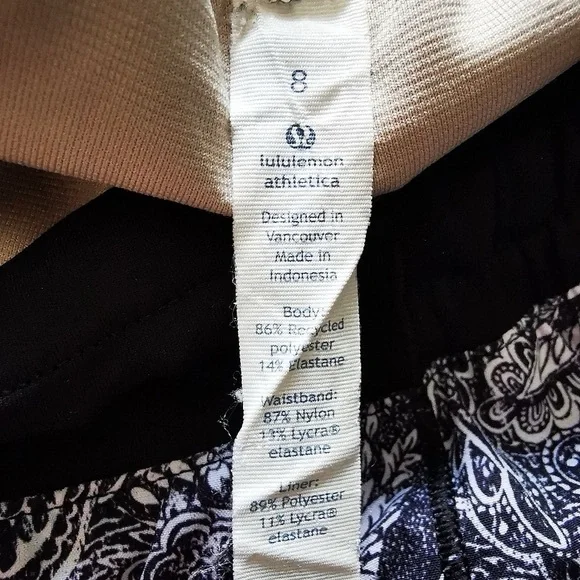 8
lululemon
athletica
Designed in
Vancouver
Made in
Indonesia
Body:
86% Recycled
polyester
14% elastane
Waistband:
87% Nylon
13% Lycra®
elastane
Liner:
89% Polyester
11% Lycra®
elastane